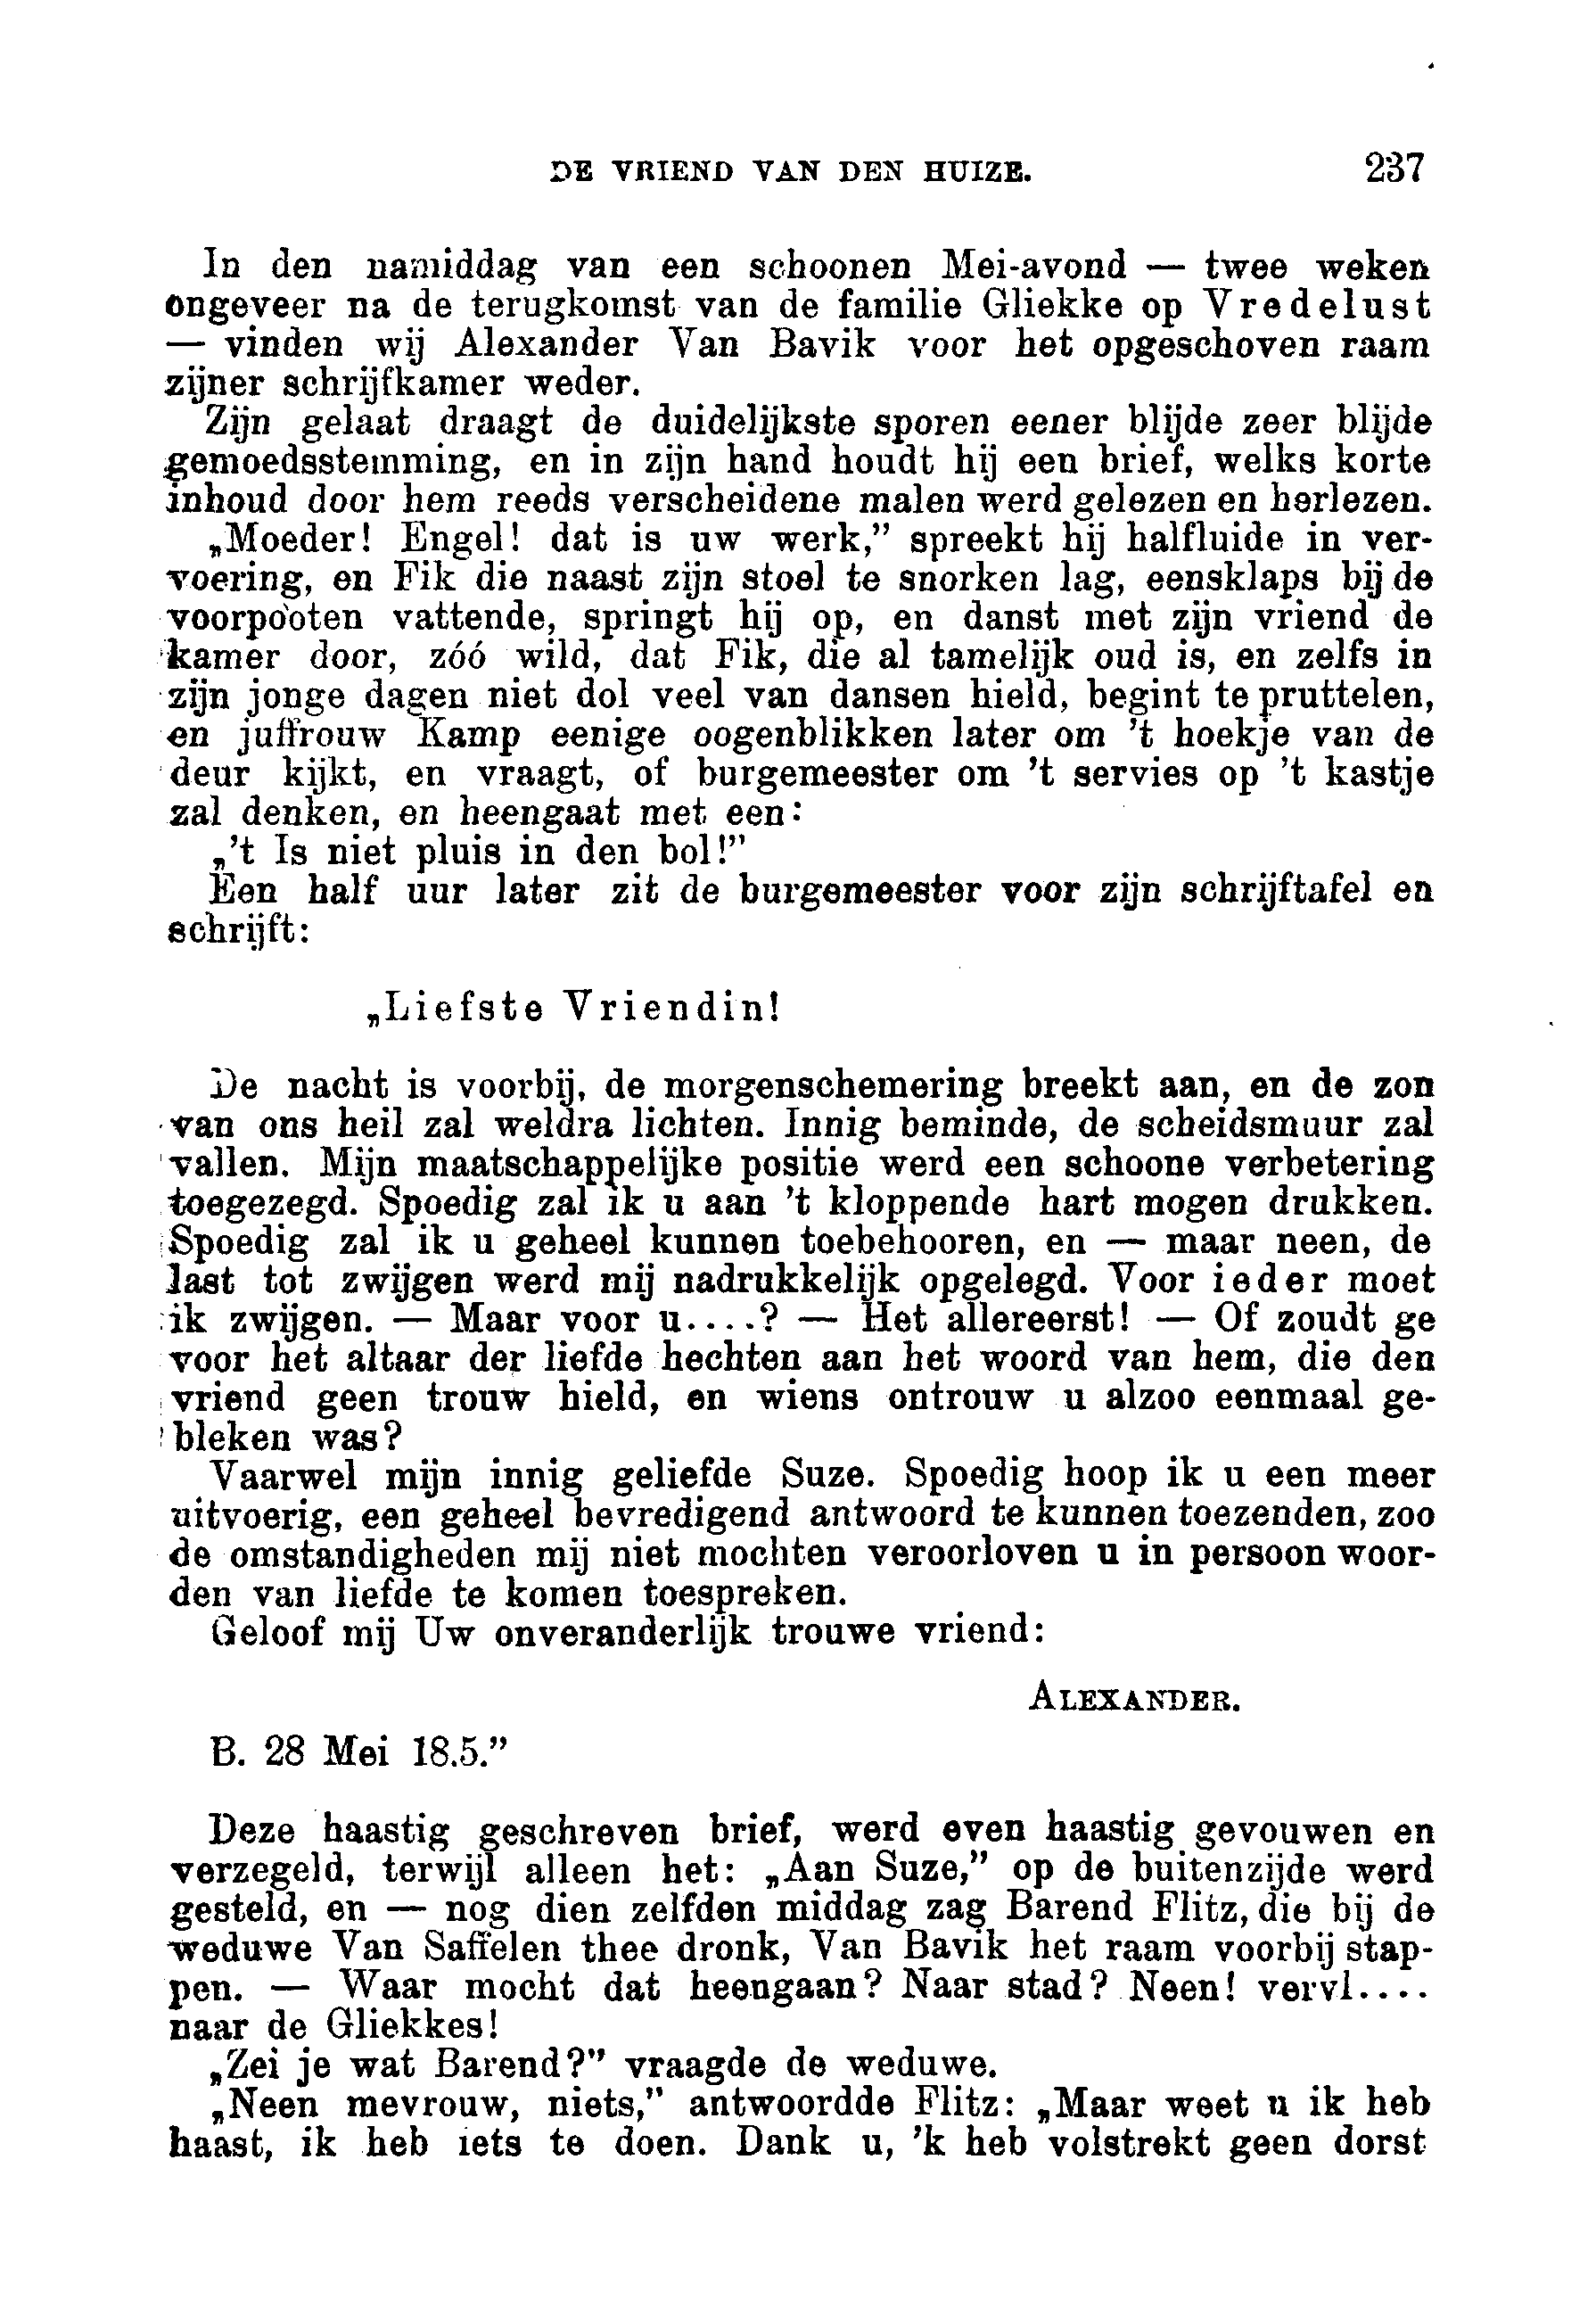 DE VRIEND VAN DEN HUIZE. 237
In den namiddag van een schoonen Mei-avond — twee weken
ongeveer na de terugkomst van de familie Gliekke op Vredelust
— vinden wij Alexander Van Bavik voor het opgeschoven raam
zijner schrijfkamer weder.
Zijn gelaat draagt de duidelijkste sporen eener blijde zeer blijde
gemoedsstemming, en in zijn hand houdt hij een brief, welks korte
inhoud door hem reeds verscheidene malen werd gelezen en herlezen.
„Moeder! Engel! dat is uw werk,” spreekt hij halfluide in ver-
voering, en Fik die naast zijn stoel te snorken lag, eensklaps bij de
voorpooten vattende, springt hij op, en danst met zijn vriend de
kamer door, zóó wild, dat Fik, die al tamelijk oud is, en zelfs in
zijn jonge dagen niet dol veel van dansen hield, begint te pruttelen,
en juffrouw Kamp eenige oogenblikken later om 't hoekje van de
deur kijkt, en vraagt, of burgemeester om 't servies op 't kastje
zal denken, en heengaat met een:
„'t Is niet pluis in den bol!”
Een half uur later zit de burgemeester voor zijn schrijftafel en
schrijft:
„Liefste Vriendin!
De nacht is voorbij, de morgenschemering breekt aan, en de zon
van ons heil zal weldra lichten. Innig beminde, de scheidsmuur zal
vallen. Mijn maatschappelijke positie werd een schoone verbetering
toegezegd. Spoedig zal ik u aan 't kloppende hart mogen drukken.
Spoedig zal ik u geheel kunnen toebehooren, en — maar neen, de
last tot zwijgen werd mij nadrukkelijk opgelegd. Voor ieder moet
ik zwijgen. — Maar voor u....? — Het allereerst! — Of zoudt ge
voor het altaar der liefde hechten aan het woord van hem, die den
vriend geen trouw hield, en wiens ontrouw u alzoo eenmaal ge-
bleken was?
Vaarwel mijn innig geliefde Suze. Spoedig hoop ik u een meer
uitvoerig, een geheel bevredigend antwoord te kunnen toezenden, zoo
de omstandigheden mij niet mochten veroorloven u in persoon woor-
den van liefde te komen toespreken.
Geloof mij Uw onveranderlijk trouwe vriend:
ALEXANDER.
B. 28 Mei 18.5.”
Deze haastig geschreven brief, werd even haastig gevouwen en
verzegeld, terwijl alleen het: „Aan Suze,” op de buitenzijde werd
gesteld, en — nog dien zelfden middag zag Barend Flitz, die bij de
weduwe Van Saffelen thee dronk, Van Bavik het raam voorbij stap-
pen. — Waar mocht dat heengaan? Naar stad? Neen! vervl....
naar de Gliekkes!
„Zei je wat Barend?” vraagde de weduwe.
„Neen mevrouw, niets,” antwoordde Flitz: „Maar weet u ik heb
haast, ik heb iets te doen. Dank u, 'k heb volstrekt geen dorst